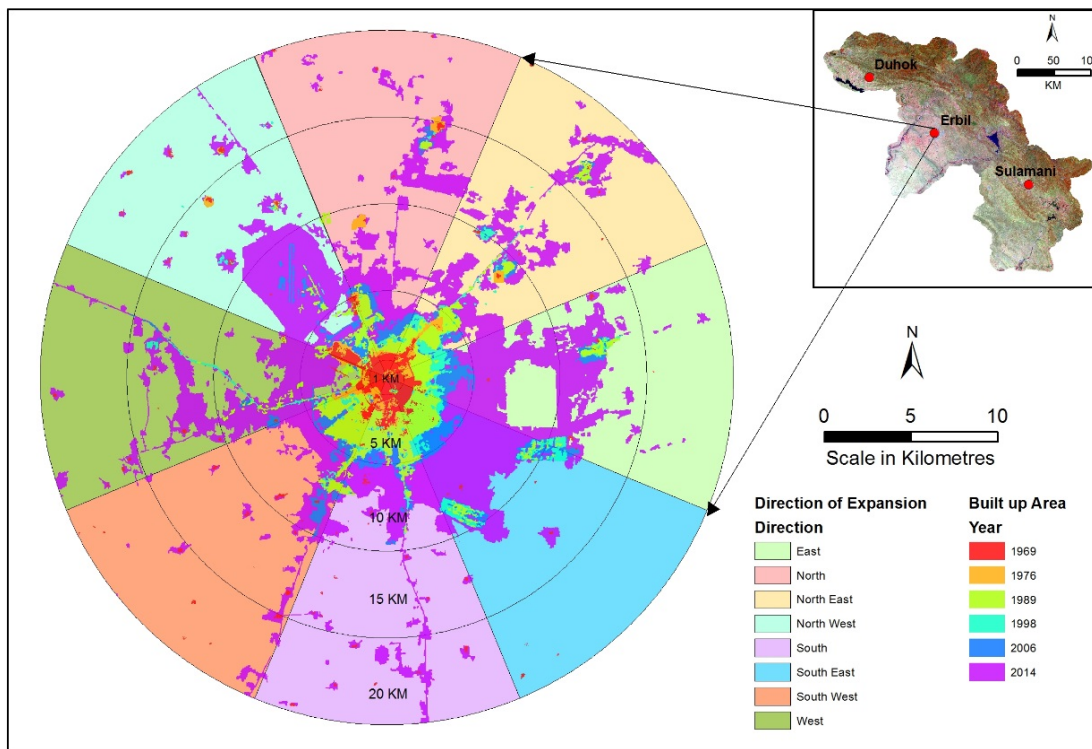 1 KM
5 KM
10 KM
15 KM
20 KM
N
Duhok
Erbil
Sulamani
0 50 10
KM
N
0 5 10
Scale in Kilometres
Direction of Expansion
Direction
East
North
North East
North West
South
South East
South West
West
Built up Area
Year
1969
1976
1989
1998
2006
2014